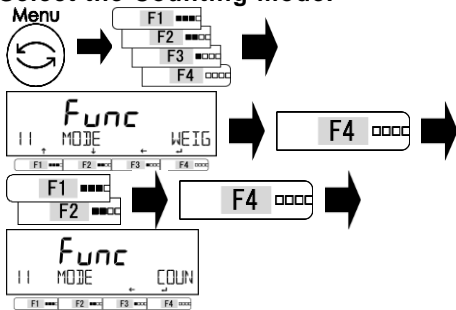 Select the Counting Mode.
Menu
F1
F2
F3
F4
Func
11 MODE WEIG
F1 F2 F3 F4
F4
F1
F2
F4
Func
11 MODE COUN
F1 F2 F3 F4